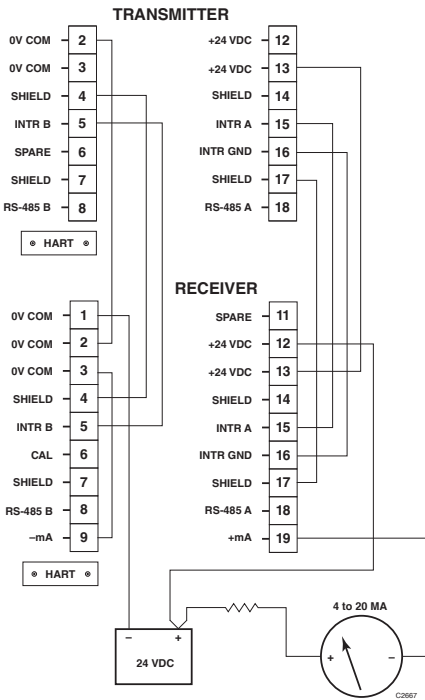 TRANSMITTER
0V COM 2
0V COM 3
SHIELD 4
INTR B 5
SPARE 6
SHIELD 7
RS-485 B 8
HART
+24 VDC 12
+24 VDC 13
SHIELD 14
INTR A 15
INTR GND 16
SHIELD 17
RS-485 A 18
RECEIVER
0V COM 1
0V COM 2
0V COM 3
SHIELD 4
INTR B 5
CAL 6
SHIELD 7
RS-485 B 8
–mA 9
HART
SPARE 11
+24 VDC 12
+24 VDC 13
SHIELD 14
INTR A 15
INTR GND 16
SHIELD 17
RS-485 A 18
+mA 19
– +
24 VDC
4 to 20 MA
+ –
C2667